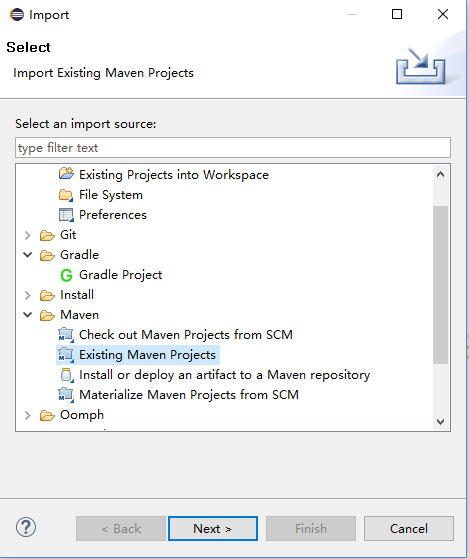 Import
Select
Import Existing Maven Projects
Select an import source:
type filter text
Existing Projects into Workspace
File System
Preferences
Git
Gradle
Gradle Project
Install
Maven
Check out Maven Projects from SCM
Existing Maven Projects
Install or deploy an artifact to a Maven repository
Materialize Maven Projects from SCM
Oomph
< Back
Next >
Finish
Cancel